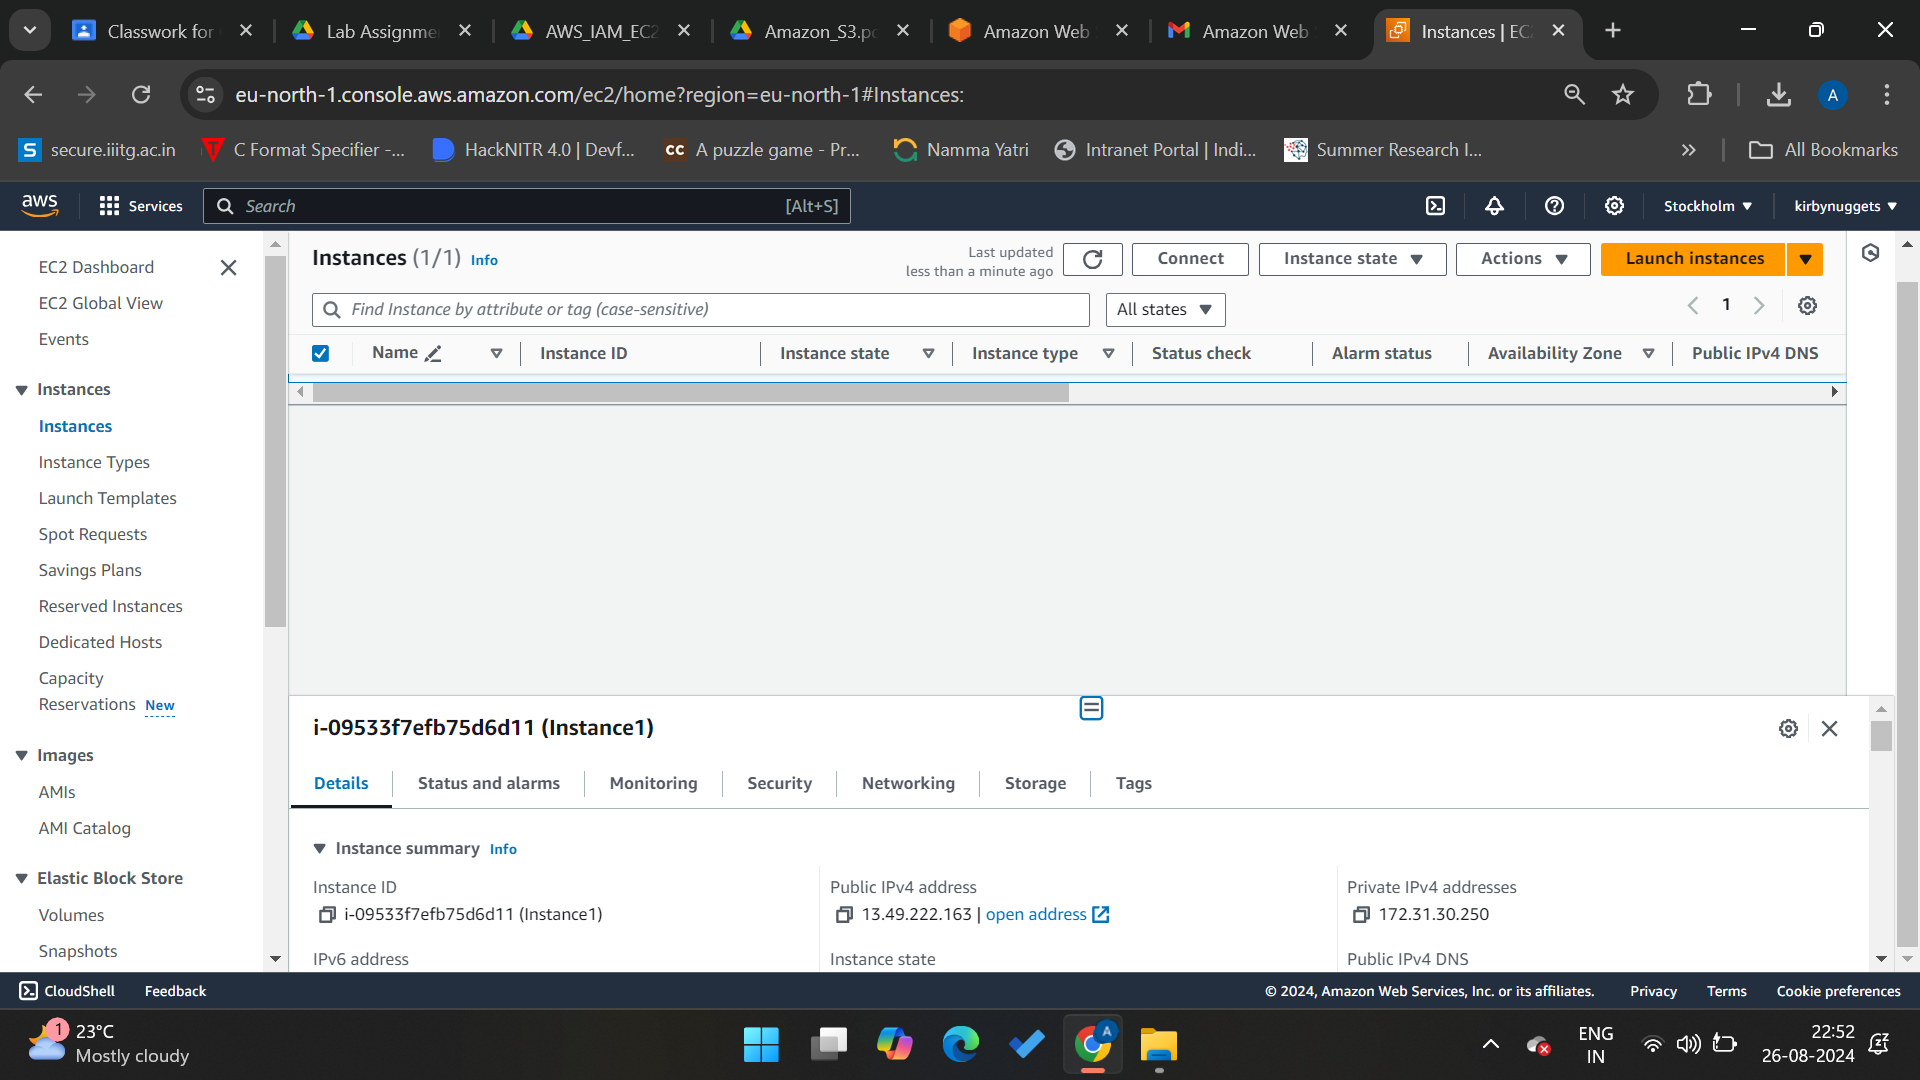 Classwork for
Lab Assignme
AWS_IAM_EC2
Amazon_S3.pd
Amazon Web
Amazon Web
Instances | EC
eu-north-1.console.aws.amazon.com/ec2/home?region=eu-north-1#Instances:
A
S secure.iiitg.ac.in
C Format Specifier -...
HackNITR 4.0 | Devf...
CC A puzzle game - Pr...
Namma Yatri
Intranet Portal | Indi...
Summer Research I...
All Bookmarks
aws
Services
Search
[Alt+S]
Stockholm
kirbynuggets
EC2 Dashboard
EC2 Global View
Events
Instances
Instances
Instance Types
Launch Templates
Spot Requests
Savings Plans
Reserved Instances
Dedicated Hosts
Capacity
Reservations New
Images
AMIs
AMI Catalog
Elastic Block Store
Volumes
Snapshots
Instances (1/1) Info
Last updated
less than a minute ago
Connect
Instance state
Actions
Launch instances
Find Instance by attribute or tag (case-sensitive)
All states
1
Name
Instance ID
Instance state
Instance type
Status check
Alarm status
Availability Zone
Public IPv4 DNS
i-09533f7efb75d6d11 (Instance1)
Details
Status and alarms
Monitoring
Security
Networking
Storage
Tags
Instance summary Info
Instance ID
i-09533f7efb75d6d11 (Instance1)
Public IPv4 address
13.49.222.163 | open address
Private IPv4 addresses
172.31.30.250
IPv6 address
Instance state
Public IPv4 DNS
CloudShell
Feedback
© 2024, Amazon Web Services, Inc. or its affiliates.
Privacy
Terms
Cookie preferences
1
23°C
Mostly cloudy
A
ENG
IN
22:52
26-08-2024